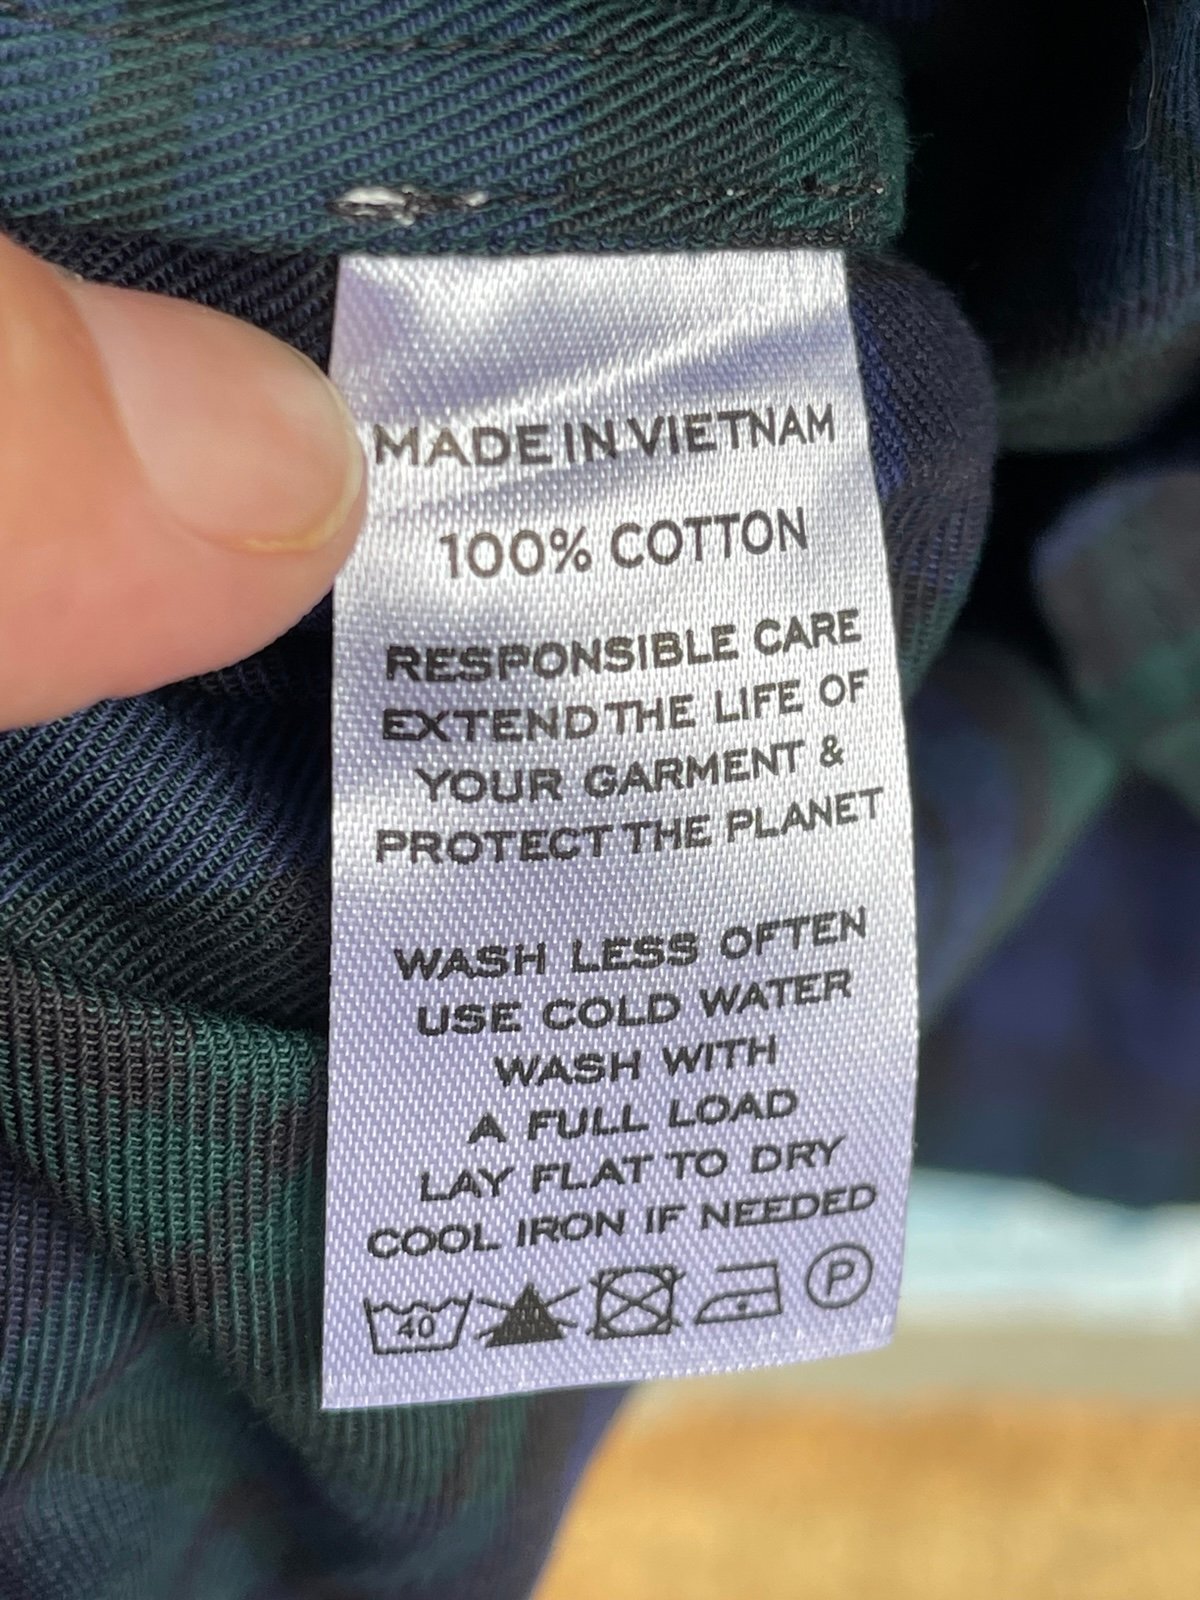 MADE IN VIETNAM
100% COTTON
RESPONSIBLE CARE
EXTEND THE LIFE OF
YOUR GARMENT &
PROTECT THE PLANET
WASH LESS OFTEN
USE COLD WATER
WASH WITH
A FULL LOAD
LAY FLAT TO DRY
COOL IRON IF NEEDED
40 P